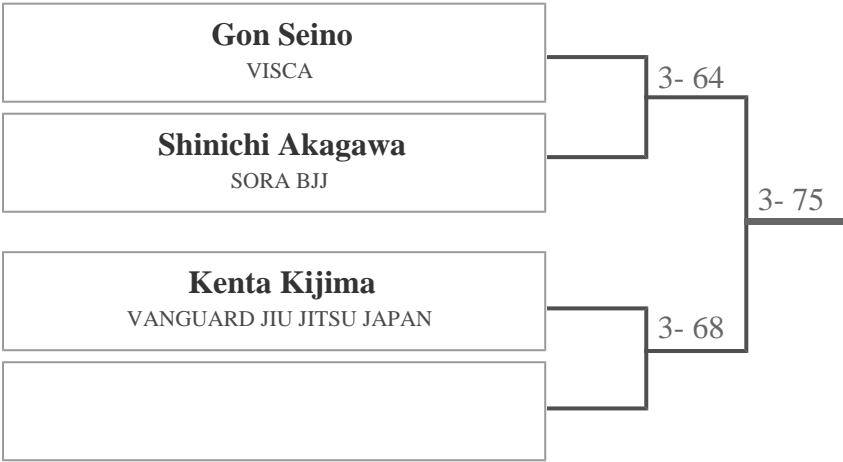 Gon Seino
VISCA
3- 64
Shinichi Akagawa
SORA BJJ
3- 75
Kenta Kijima
VANGUARD JIU JITSU JAPAN
3- 68